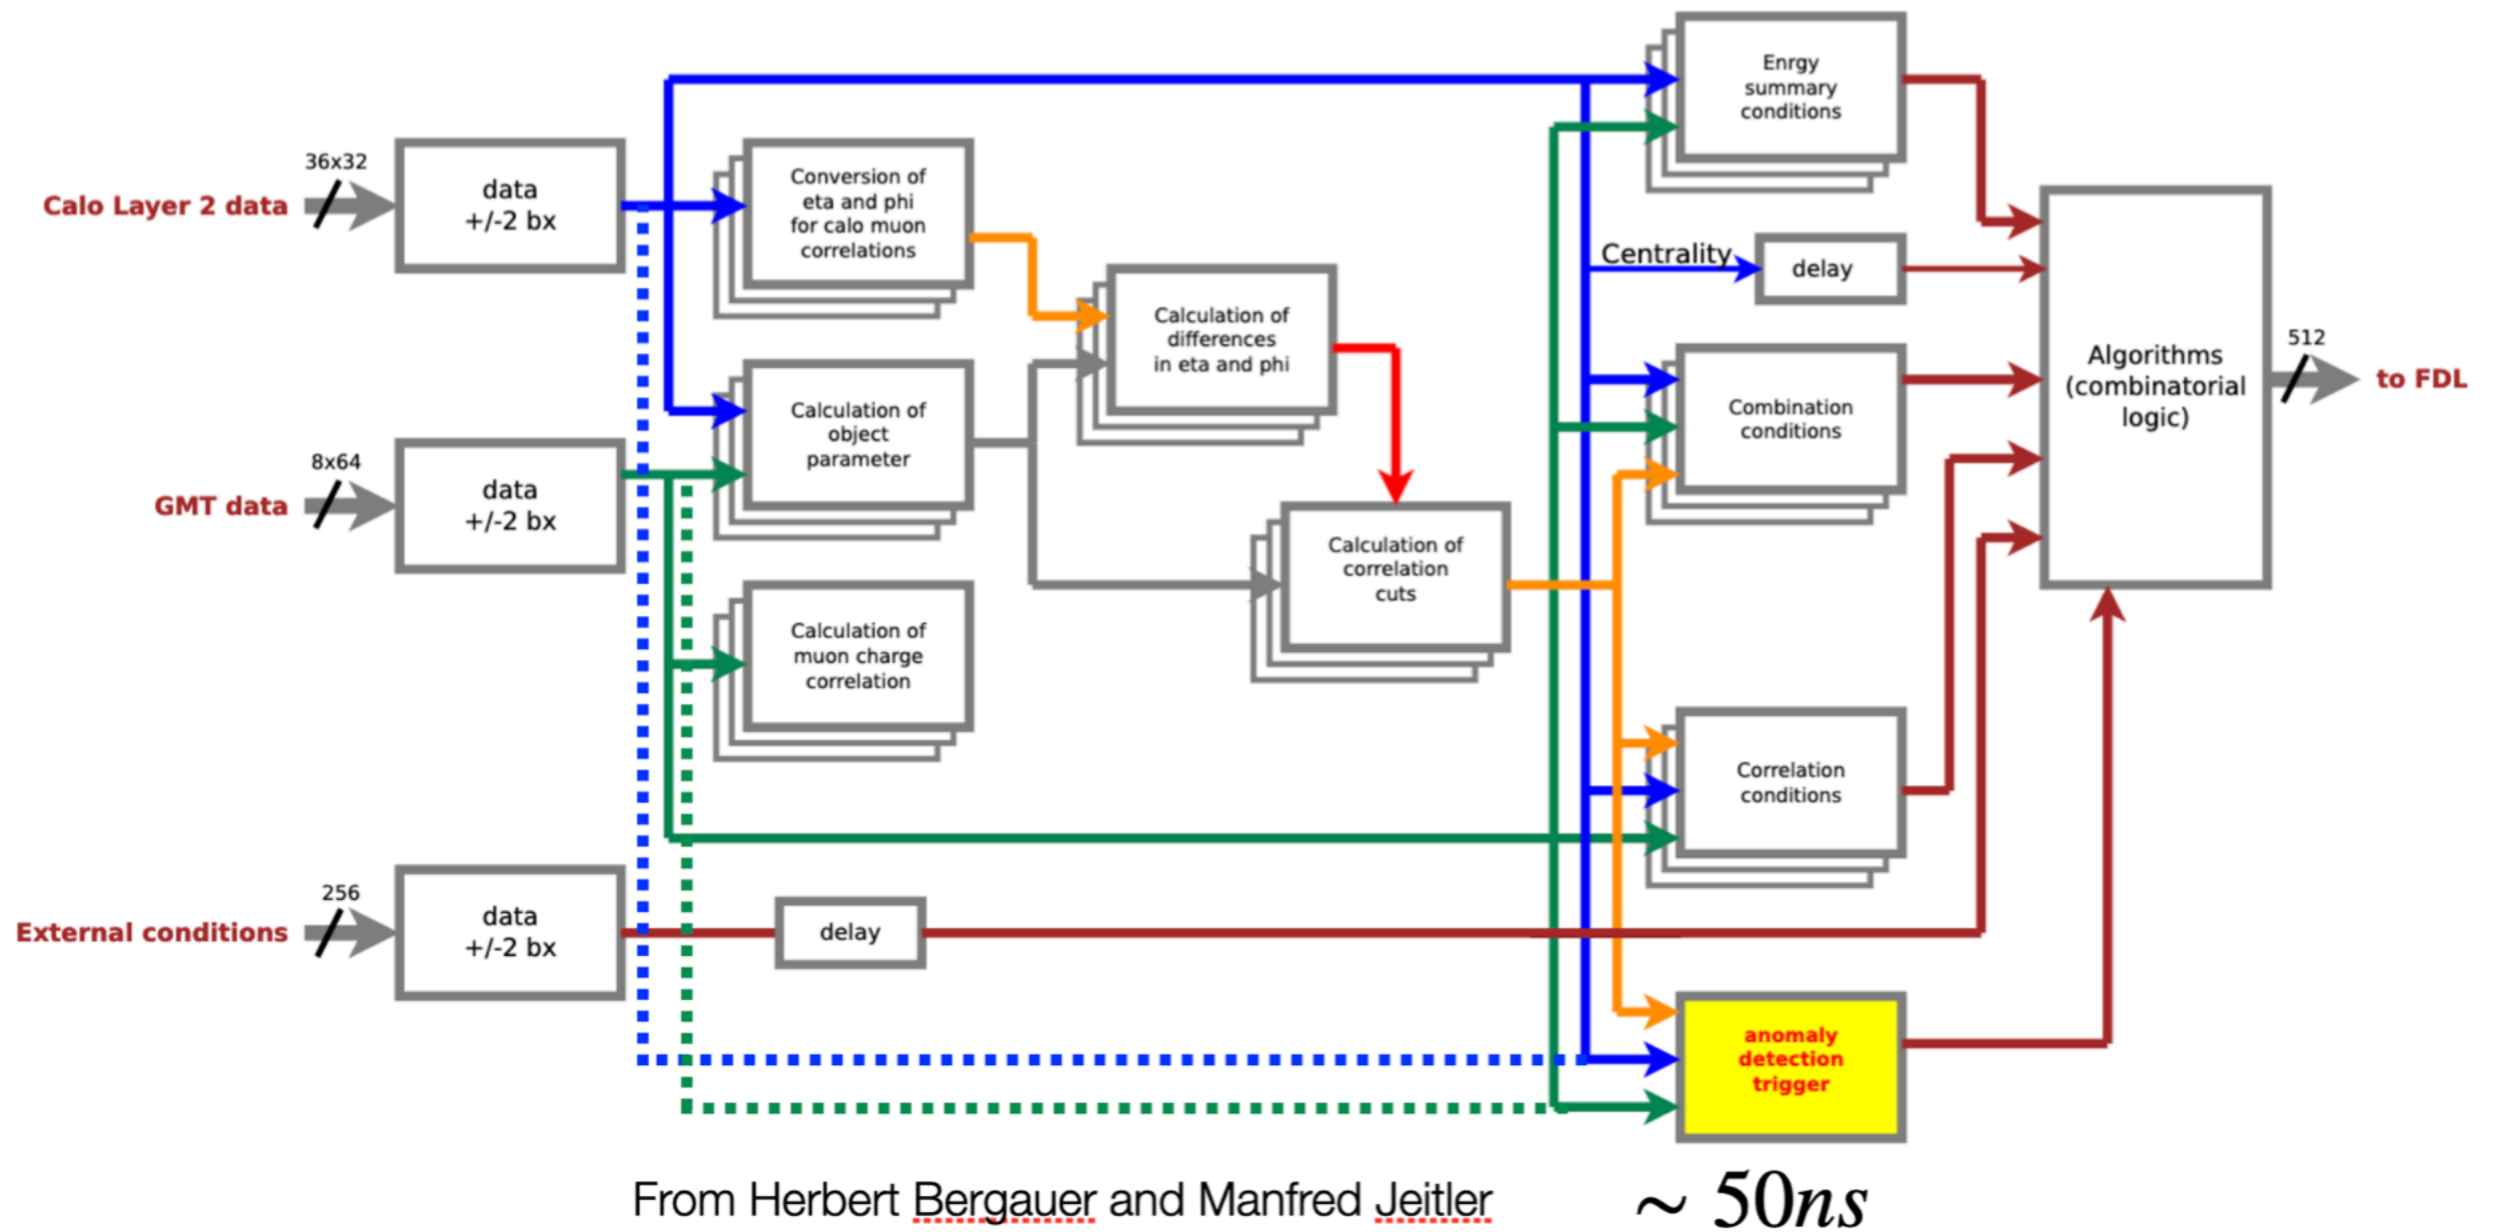 Enrgy
summary
conditions
36x32
Calo Layer 2 data
data
+/-2 bx
Conversion of
eta and phi
for calo muon
correlations
Centrality
delay
Calculation of
differences
in eta and phi
Algorithms
(combinatorial
logic)
512
to FDL
8x64
GMT data
data
+/-2 bx
Calculation of
object
parameter
Combination
conditions
Calculation of
correlation
cuts
Calculation of
muon charge
correlation
Correlation
conditions
256
External conditions
data
+/-2 bx
delay
anomaly
detection
trigger
From Herbert Bergauer and Manfred Jeitler
~ 50ns